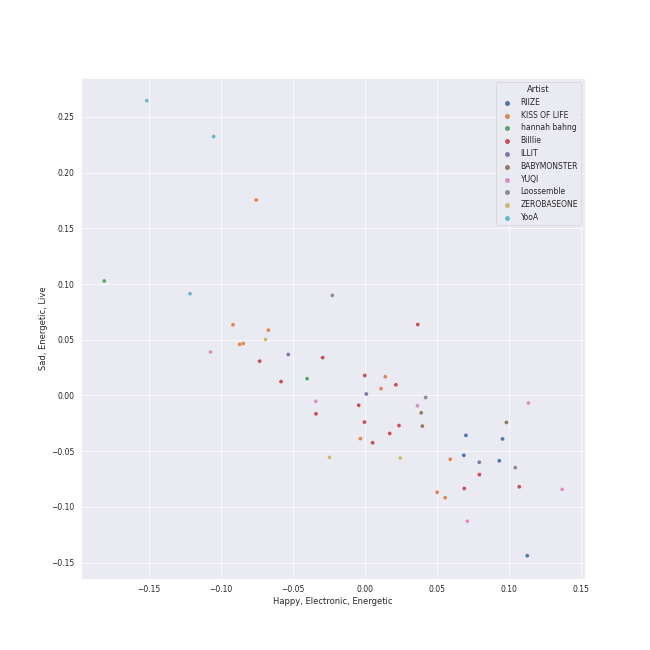 Artist
RIIZE
KISS OF LIFE
hannah bahng
Billlie
ILLIT
BABYMONSTER
YUQI
Loossemble
ZEROBASEONE
YooA
0.25
0.20
0.15
0.10
0.05
0.00
−0.05
−0.10
−0.15
Sad, Energetic, Live
−0.15 −0.10 −0.05 0.00 0.05 0.10 0.15
Happy, Electronic, Energetic